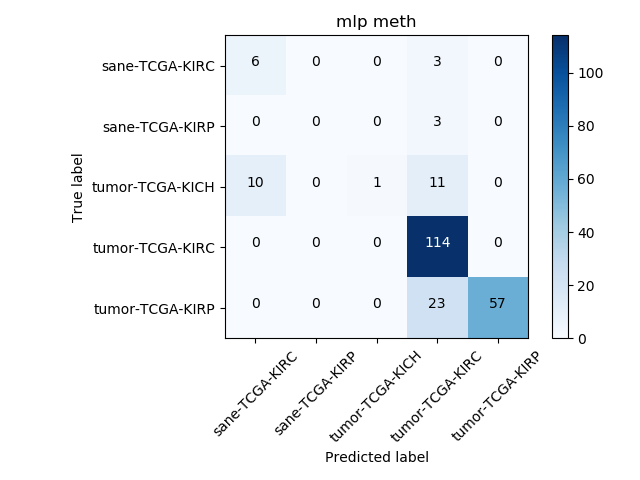 mlp meth
sane-TCGA-KIRC 6 0 0 3 0
sane-TCGA-KIRP 0 0 0 3 0
tumor-TCGA-KICH 10 0 1 11 0
tumor-TCGA-KIRC 0 0 0 114 0
tumor-TCGA-KIRP 0 0 0 23 57
True label
sane-TCGA-KIRC
sane-TCGA-KIRP
tumor-TCGA-KICH
tumor-TCGA-KIRC
tumor-TCGA-KIRP
Predicted label
100
80
60
40
20
0